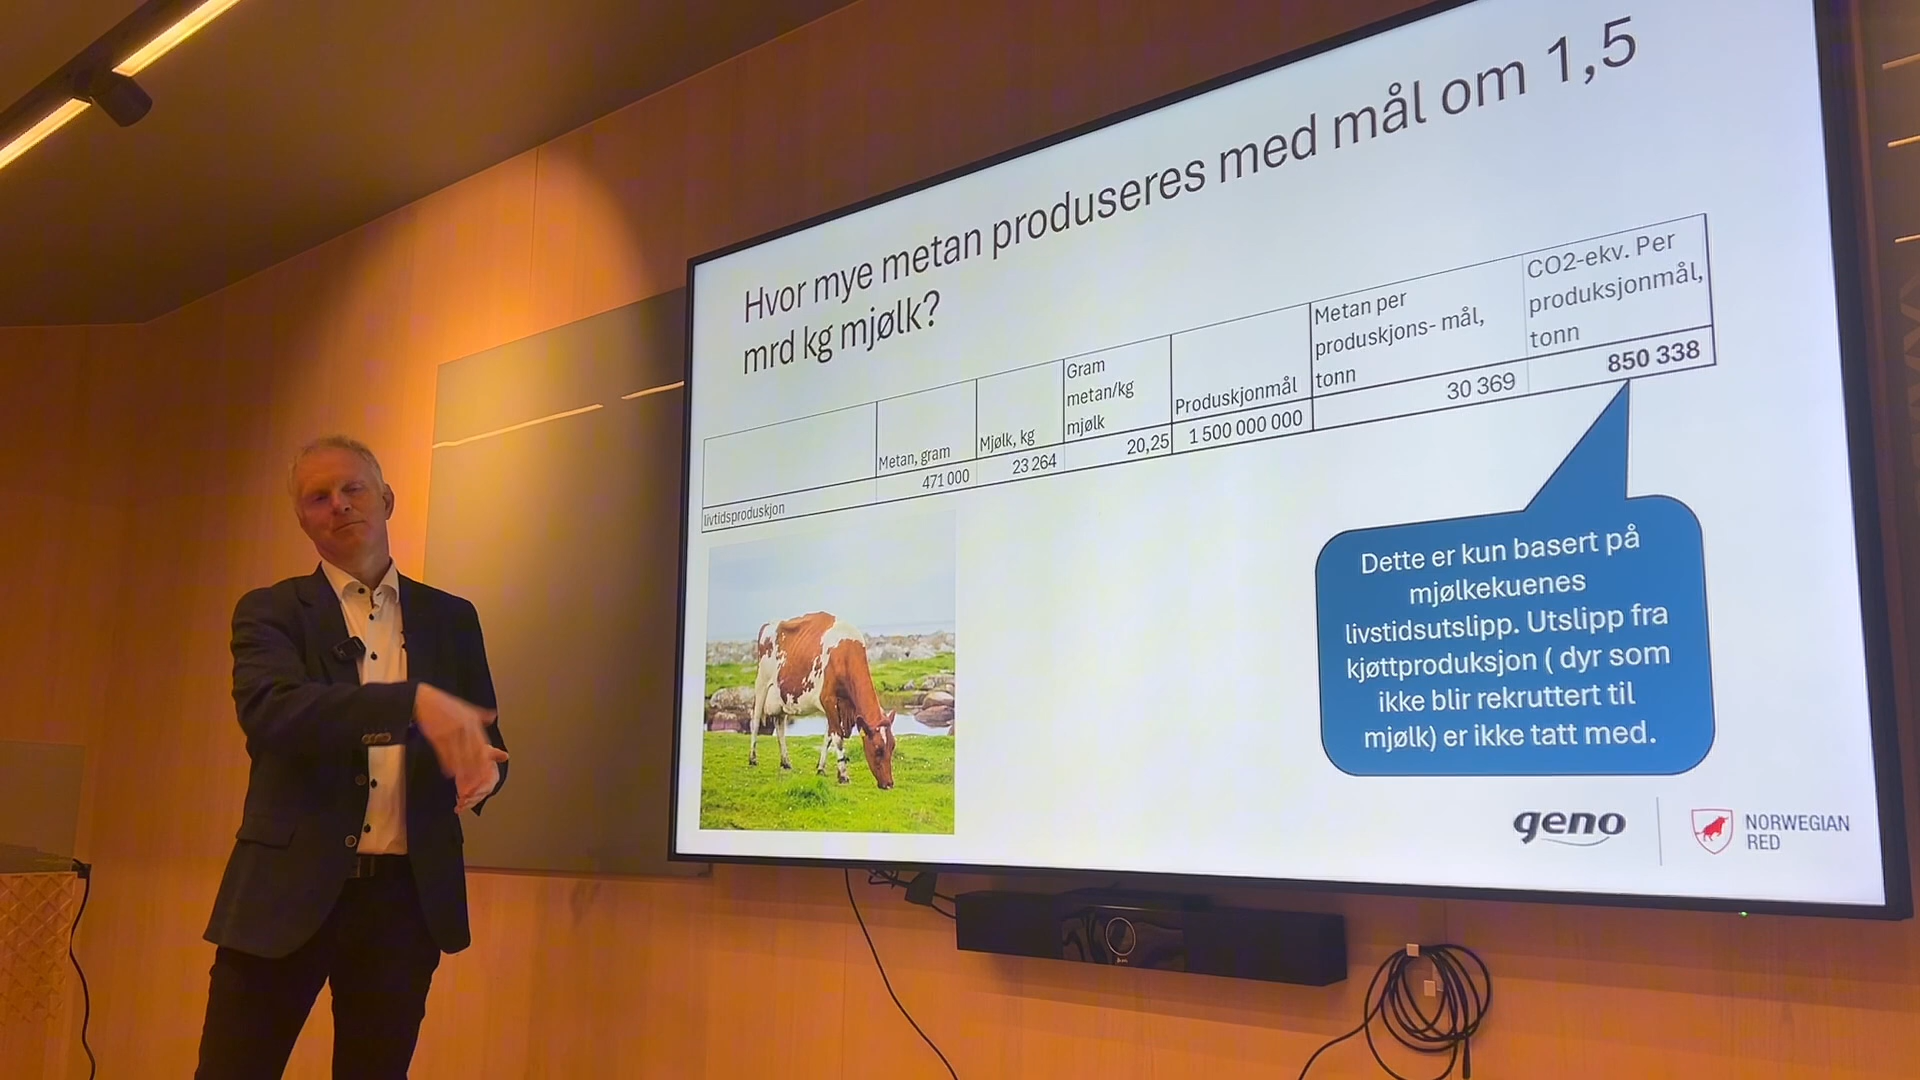 Hvor mye metan produseres med mål om 1,5
mrd kg mjølk?
Metan, gram
Mjølk, kg
Gram
metan/kg
mjølk
Produskjonmål
Metan per
produskjons- mål,
tonn
CO2-ekv. Per
produksjonmål,
tonn
livtidsproduskjon
471 000
23 264
20,25
1 500 000 000
30 369
850 338
Dette er kun basert på
mjølkekuenes
livstidsutslipp. Utslipp fra
kjøttproduksjon ( dyr som
ikke blir rekruttert til
mjølk) er ikke tatt med.
geno
NORWEGIAN
RED